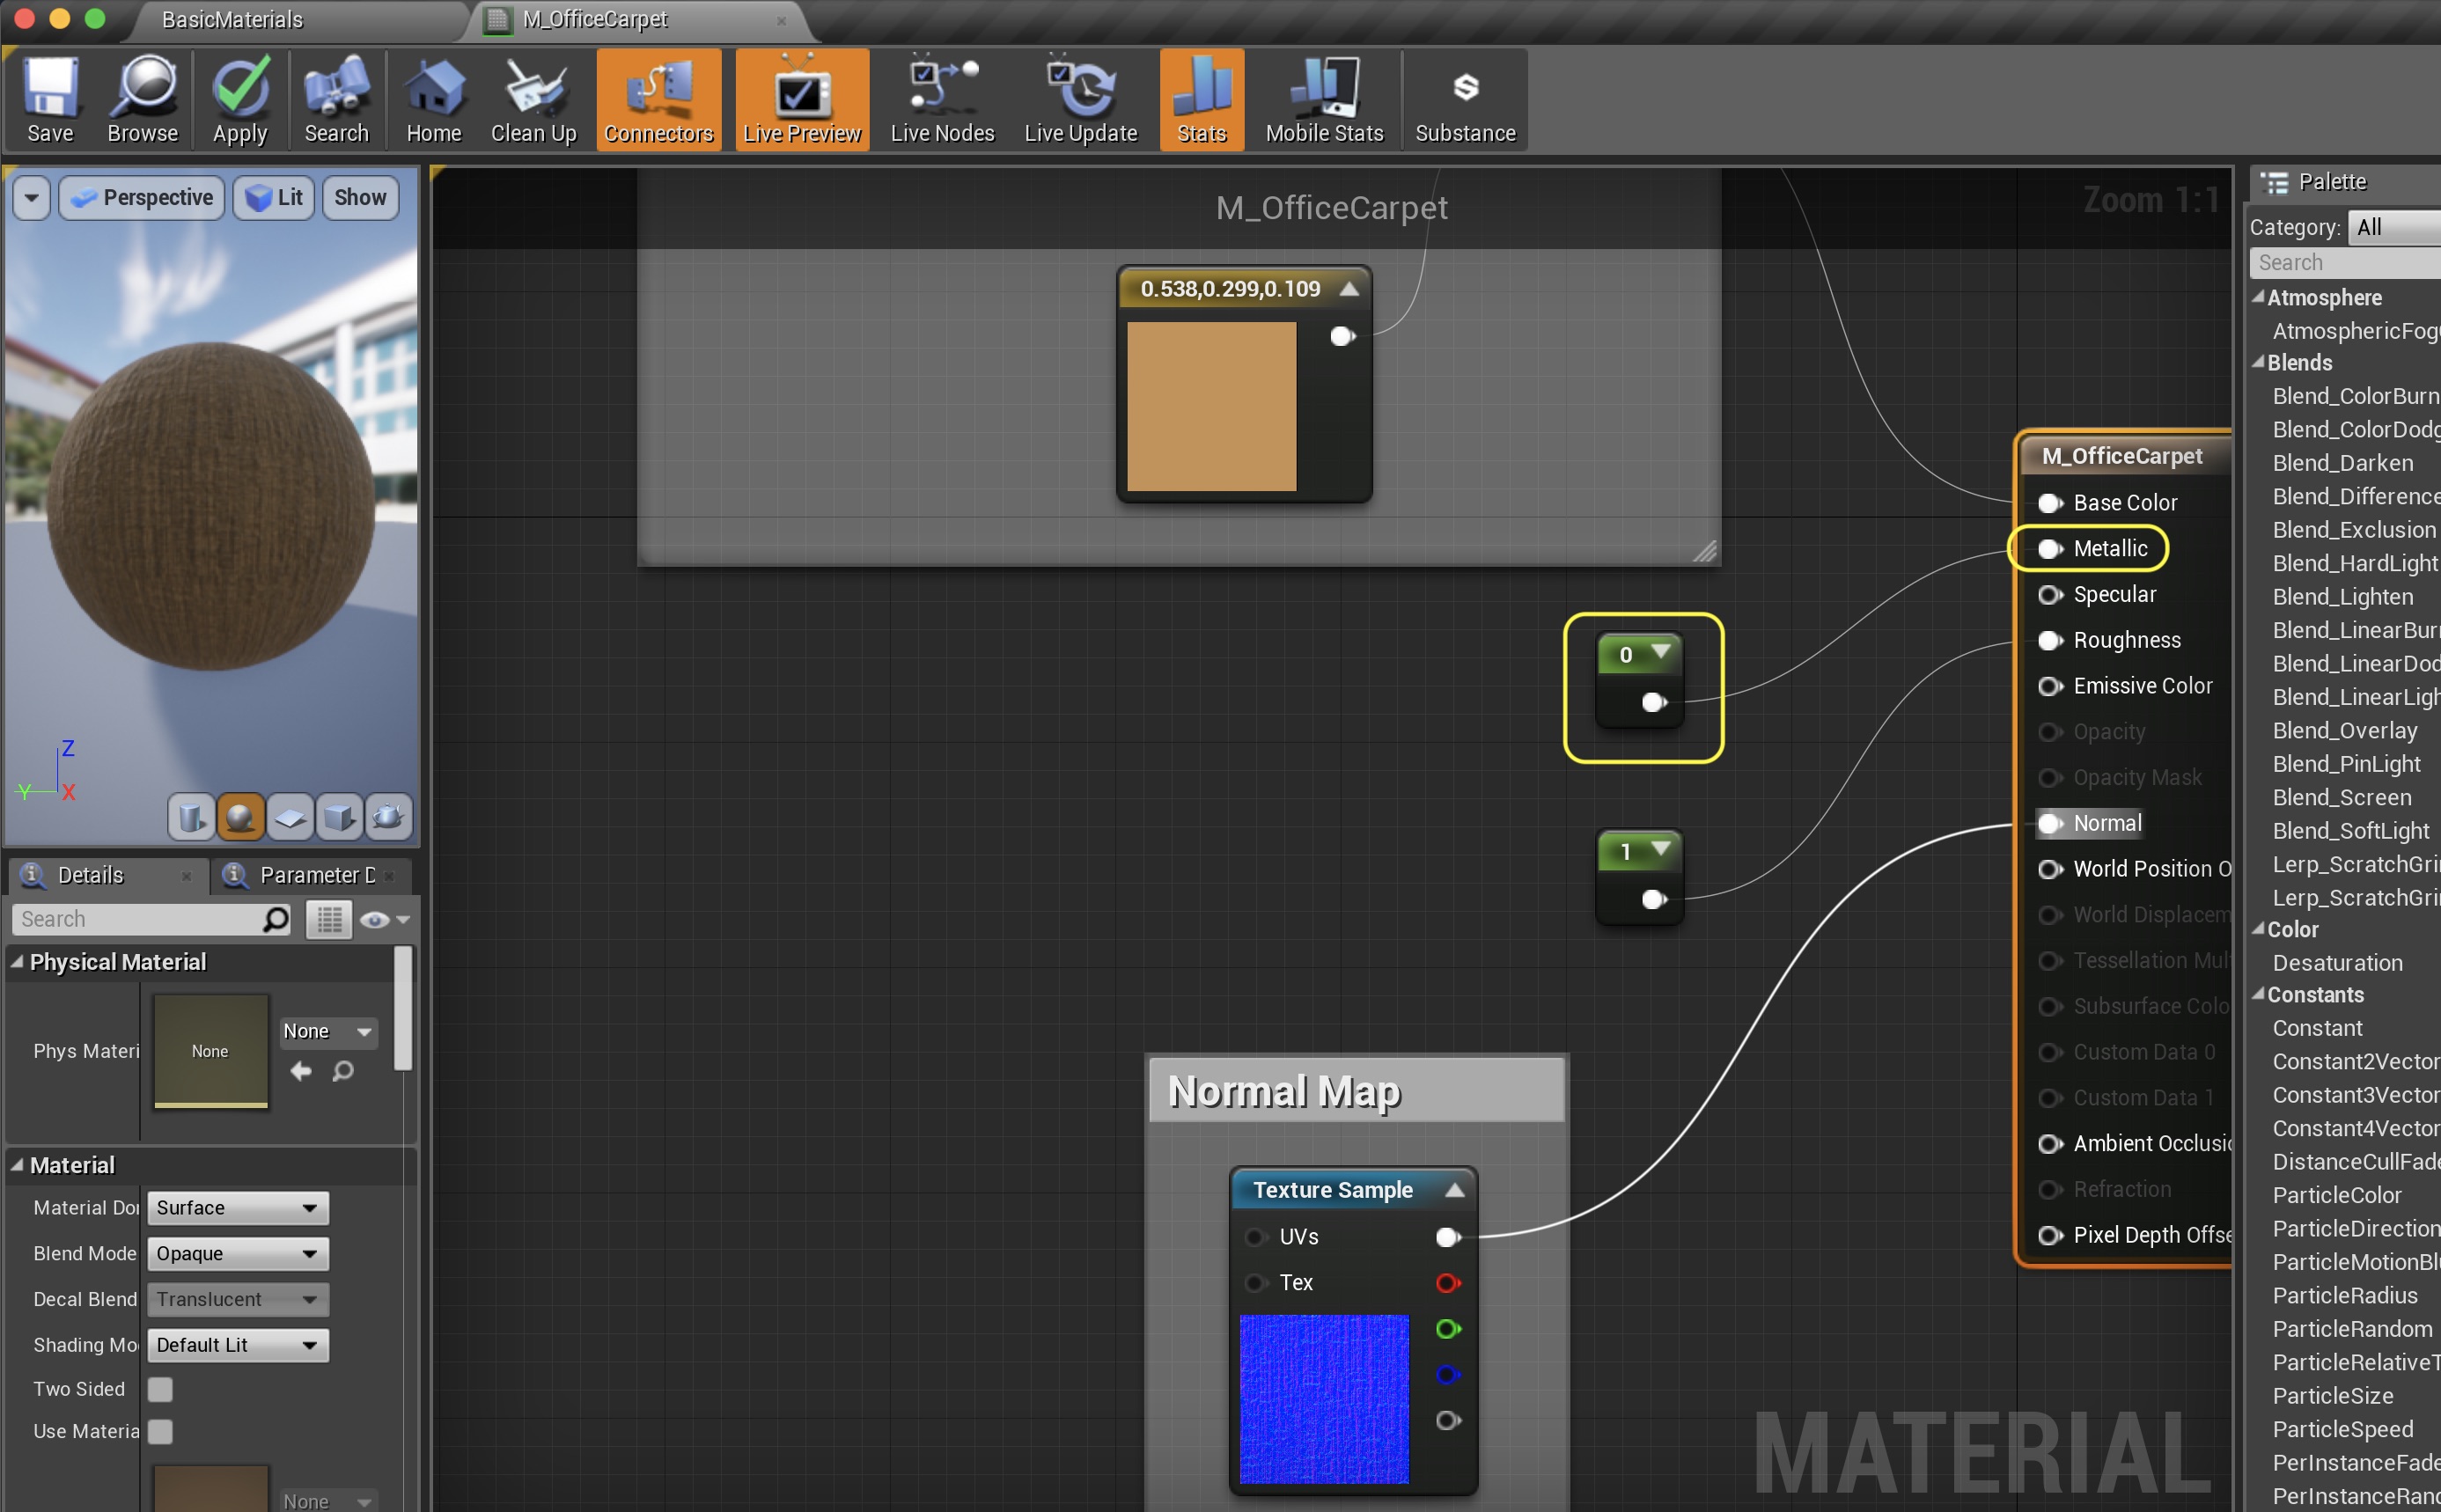 BasicMaterials
M_OfficeCarpet
Save
Browse
Apply
Search
Home
Clean Up
Connectors
Live Preview
Live Nodes
Live Update
Stats
Mobile Stats
Substance
Perspective
Lit
Show
Z
Y
X
Details
Parameter D
Search
Physical Material
Phys Materi
None
None
Material
Material Do
Surface
Blend Mode
Opaque
Decal Blend
Translucent
Shading Mo
Default Lit
Two Sided
Use Materia
None
M_OfficeCarpet
Zoom 1:1
0.538,0.299,0.109
0
1
Normal Map
Texture Sample
UVs
Tex
M_OfficeCarpet
Base Color
Metallic
Specular
Roughness
Emissive Color
Opacity
Opacity Mask
Normal
World Position O
World Displacem
Tessellation Mul
Subsurface Colo
Custom Data 0
Custom Data 1
Ambient Occlusi
Refraction
Pixel Depth Offse
MATERIAL
Palette
Category: All
Search
Atmosphere
AtmosphericFog
Blends
Blend_ColorBurn
Blend_ColorDodg
Blend_Darken
Blend_Difference
Blend_Exclusion
Blend_HardLight
Blend_Lighten
Blend_LinearBur
Blend_LinearDod
Blend_LinearLigh
Blend_Overlay
Blend_PinLight
Blend_Screen
Blend_SoftLight
Lerp_ScratchGri
Lerp_ScratchGri
Color
Desaturation
Constants
Constant
Constant2Vector
Constant3Vector
Constant4Vector
DistanceCullFade
ParticleColor
ParticleDirection
ParticleMotionBl
ParticleRadius
ParticleRandom
ParticleRelativeT
ParticleSize
ParticleSpeed
PerInstanceFade
PerInstanceRand